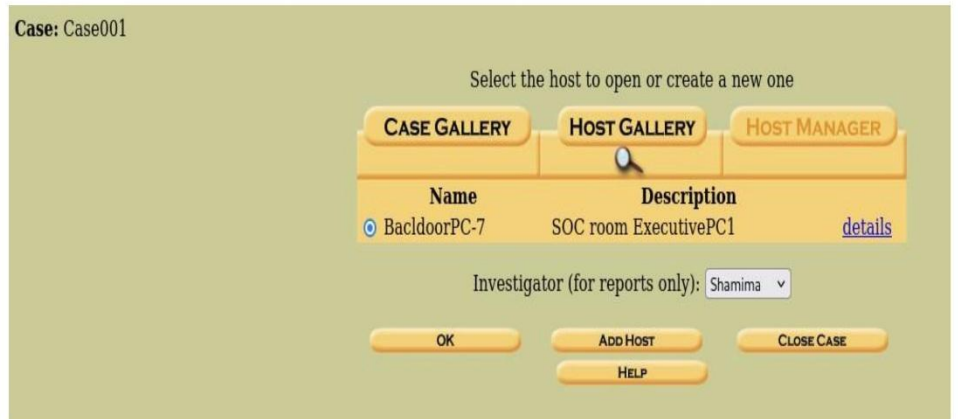 Case: Case001
Select the host to open or create a new one
CASE GALLERY HOST GALLERY HOST MANAGER
Name Description
BacldoorPC-7 SOC room ExecutivePC1 details
Investigator (for reports only): Shamima
OK ADD HOST CLOSE CASE
HELP